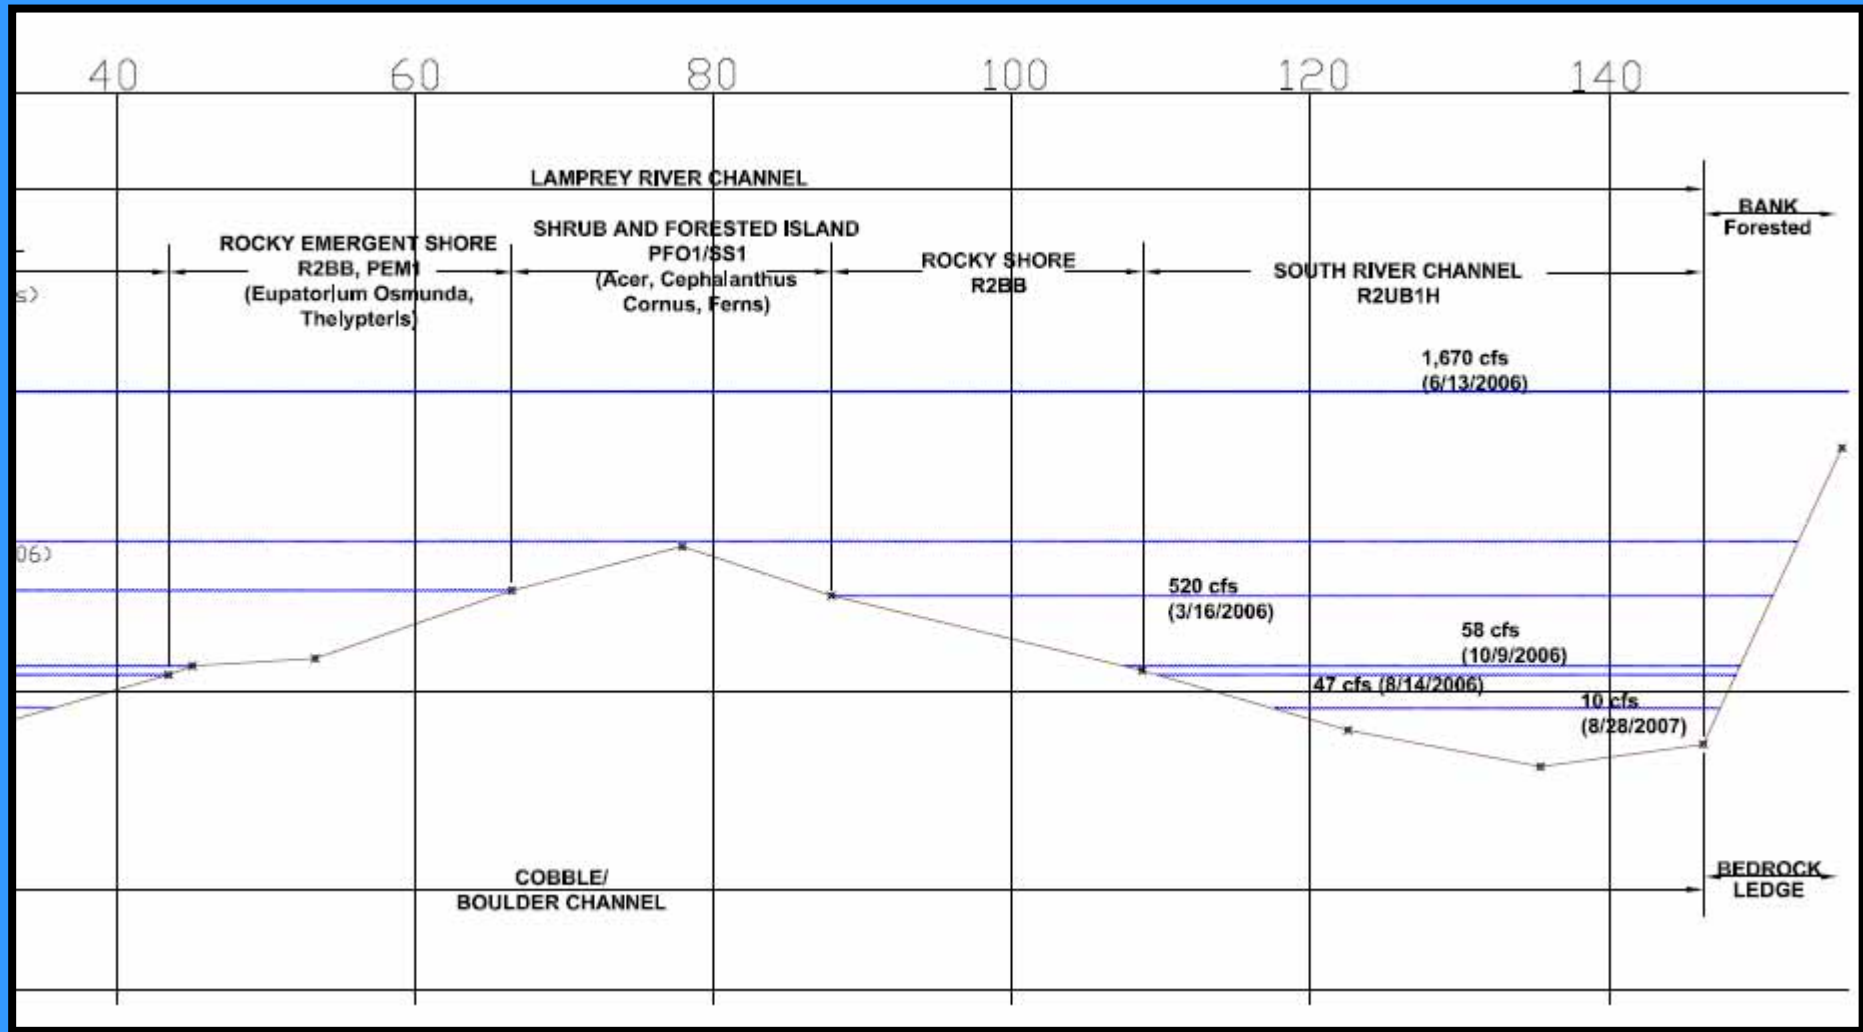 40 60 80 100 120 140
LAMPREY RIVER CHANNEL
BANK
Forested
ROCKY EMERGENT SHORE
R2BB, PEM1
(Eupatorium Osmunda,
Thelypteris)
SHRUB AND FORESTED ISLAND
PFO1/SS1
(Acer, Cephalanthus
Cornus, Ferns)
ROCKY SHORE
R2BB
SOUTH RIVER CHANNEL
R2UB1H
s)
1,670 cfs
(6/13/2006)
06)
520 cfs
(3/16/2006)
58 cfs
(10/9/2006)
47 cfs (8/14/2006)
10 cfs
(8/28/2007)
COBBLE/
BOULDER CHANNEL
BEDROCK
LEDGE